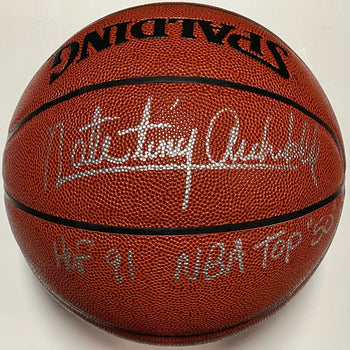 SPALDING
Nate tiny Archibald
HF 91 NBA Top '50'